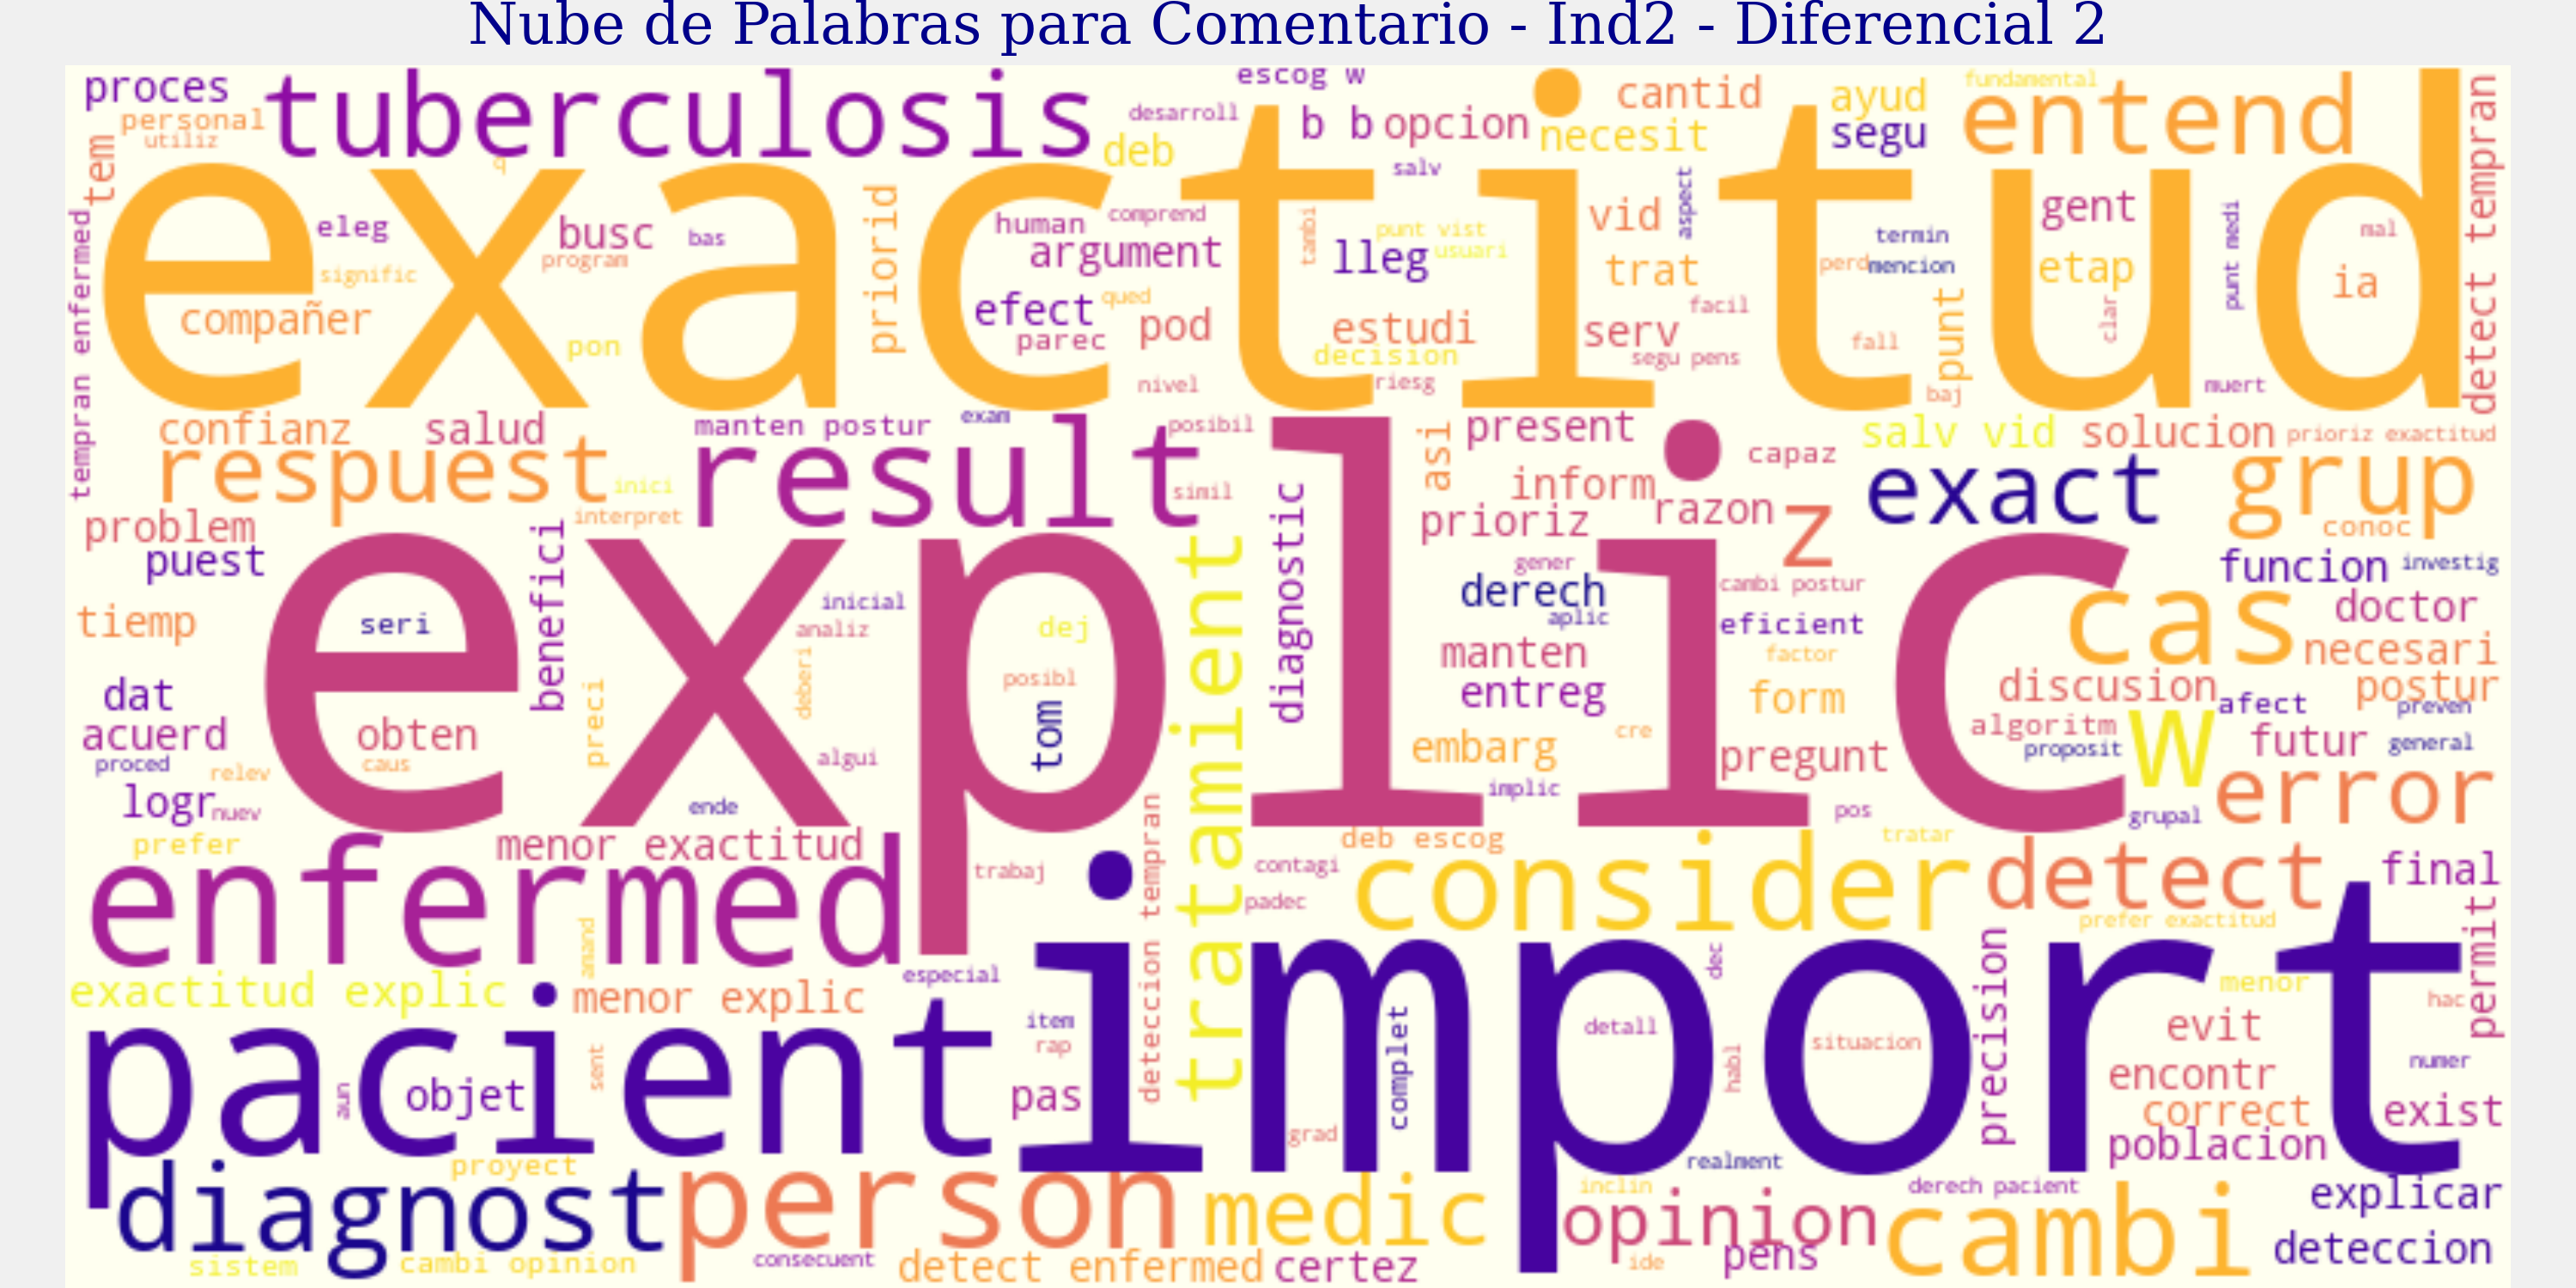 Nube de Palabras para Comentario - Ind2 - Diferencial 2
proces
tuberculosis
escog w
cantid
ayud
fundamental
entend
personal
utiliz
desarroll
b b
opcion
necesit
segu
deb
tem
q
salv
detect tempran
exactitud
eleg
busc
bas
priorid
human
comprend
tambi
punt vist
vid
aspect
gent
punt medi
mal
signific
program
argument
lleg
usuari
trat
termin
perd
mencion
etap
ia
tempran enfermed
compañer
pon
efect
qued
parec
pod
estudi
decision
serv
facil
segu pens
fall
punt
clar
nivel
riesg
baj
muert
confianz
salud
manten postur
exam
posibil
asi
present
capaz
salv vid
solucion
prioriz exactitud
respuest
inici
result
simil
diagnostic
inform
razon
z
exact
grup
interpret
prioriz
conoc
problem
puest
benefici
explic
tratamient
gener
derech
aplic
cambi postur
funcion
investig
tiemp
seri
inicial
analiz
dej
eficient
cas
doctor
manten
factor
necesari
dat
preci
deberi
posibl
entreg
form
discusion
afect
postur
preven
acuerd
obten
tom
embarg
cre
algoritm
w
futur
proced
relev
caus
algui
pregunt
proposit
general
logr
nuev
ende
implic
pos
grupal
error
prefer
menor exactitud
deb escog
tratar
enfermed
trabaj
deteccion tempran
contagi
consider
detect
final
padec
prefer exactitud
permit
anand
dec
precision
exactitud explic
menor explic
especial
import
menor
hac
pacient
item
rap
complet
detall
situacion
evit
aun
objet
sent
pas
habl
encontr
numer
grad
correct
exist
proyect
realment
poblacion
diagnost
person
medic
inclin
derech pacient
explicar
opinion
cambi
sistem
cambi opinion
consecuent
detect enfermed
certez
ide
pens
deteccion